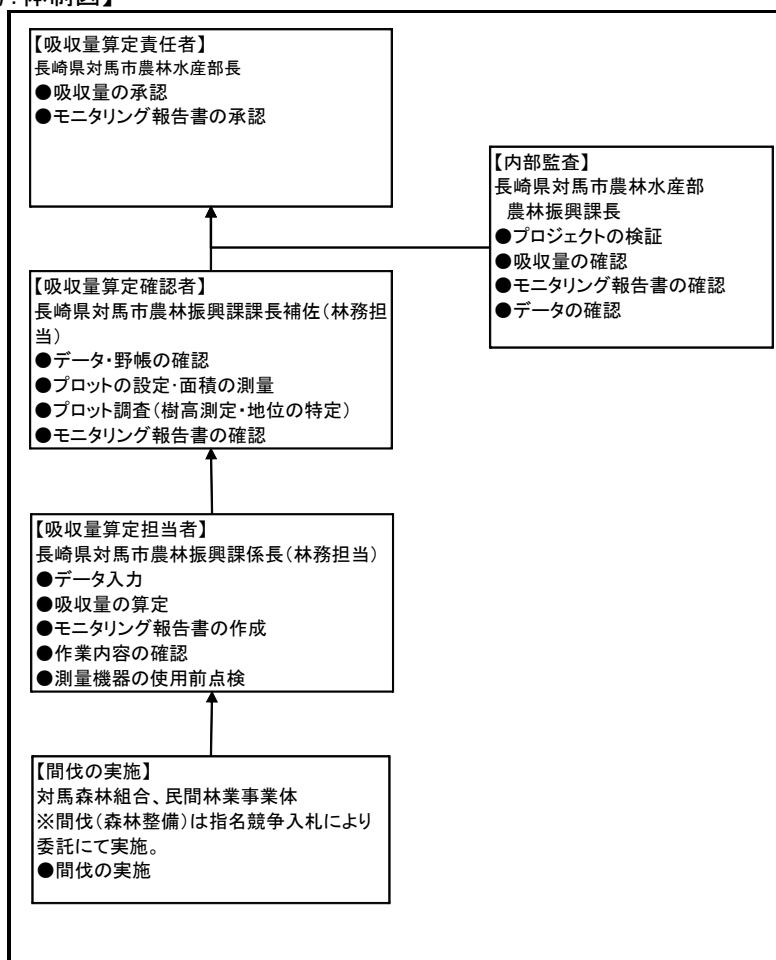 体制図】
【吸収量算定責任者】
長崎県対馬市農林水産部長
●吸収量の承認
●モニタリング報告書の承認
【内部監査】
長崎県対馬市農林水産部
農林振興課長
●プロジェクトの検証
●吸収量の確認
●モニタリング報告書の確認
●データの確認
【吸収量算定確認者】
長崎県対馬市農林振興課課長補佐(林務担
当)
●データ・野帳の確認
●プロットの設定・面積の測量
●プロット調査(樹高測定・地位の特定)
●モニタリング報告書の確認
【吸収量算定担当者】
長崎県対馬市農林振興課係長(林務担当)
●データ入力
●吸収量の算定
●モニタリング報告書の作成
●作業内容の確認
●測量機器の使用前点検
【間伐の実施】
対馬森林組合、民間林業事業体
※間伐(森林整備)は指名競争入札により
委託にて実施。
●間伐の実施